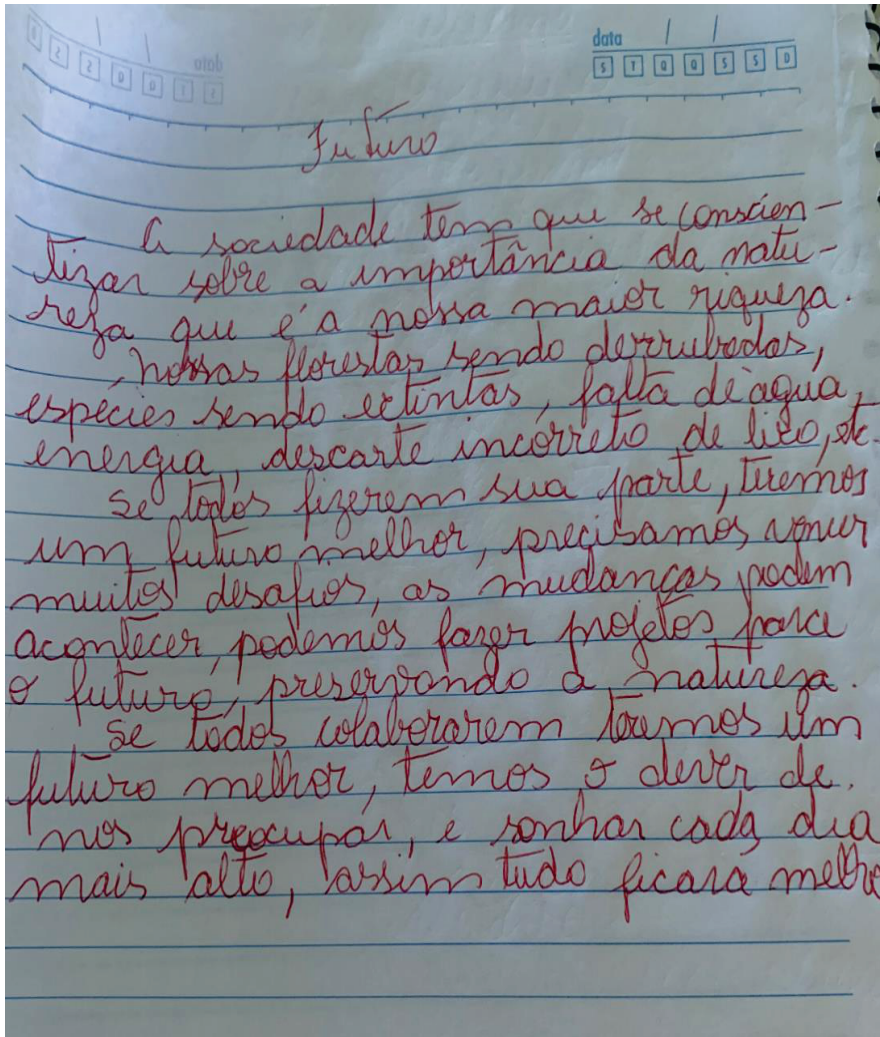 data / /
S T Q Q S S D
Futuro
A sociedade tem que se conscien-
tizar sobre a importância da natu-
reza que é a nossa maior riqueza.
Nossas florestas sendo derrubadas,
espécies sendo extintas, falta de água,
energia, descarte incorreto de lixo, etc.
Se todos fizerem sua parte, teremos
um futuro melhor, precisamos vencer
muitos desafios, as mudanças podem
acontecer, podemos fazer projetos para
o futuro, preservando a natureza.
Se todos colaborarem teremos um
futuro melhor, temos o dever de
nos preocupar, e sonhar cada dia
mais alto, assim tudo ficará melho